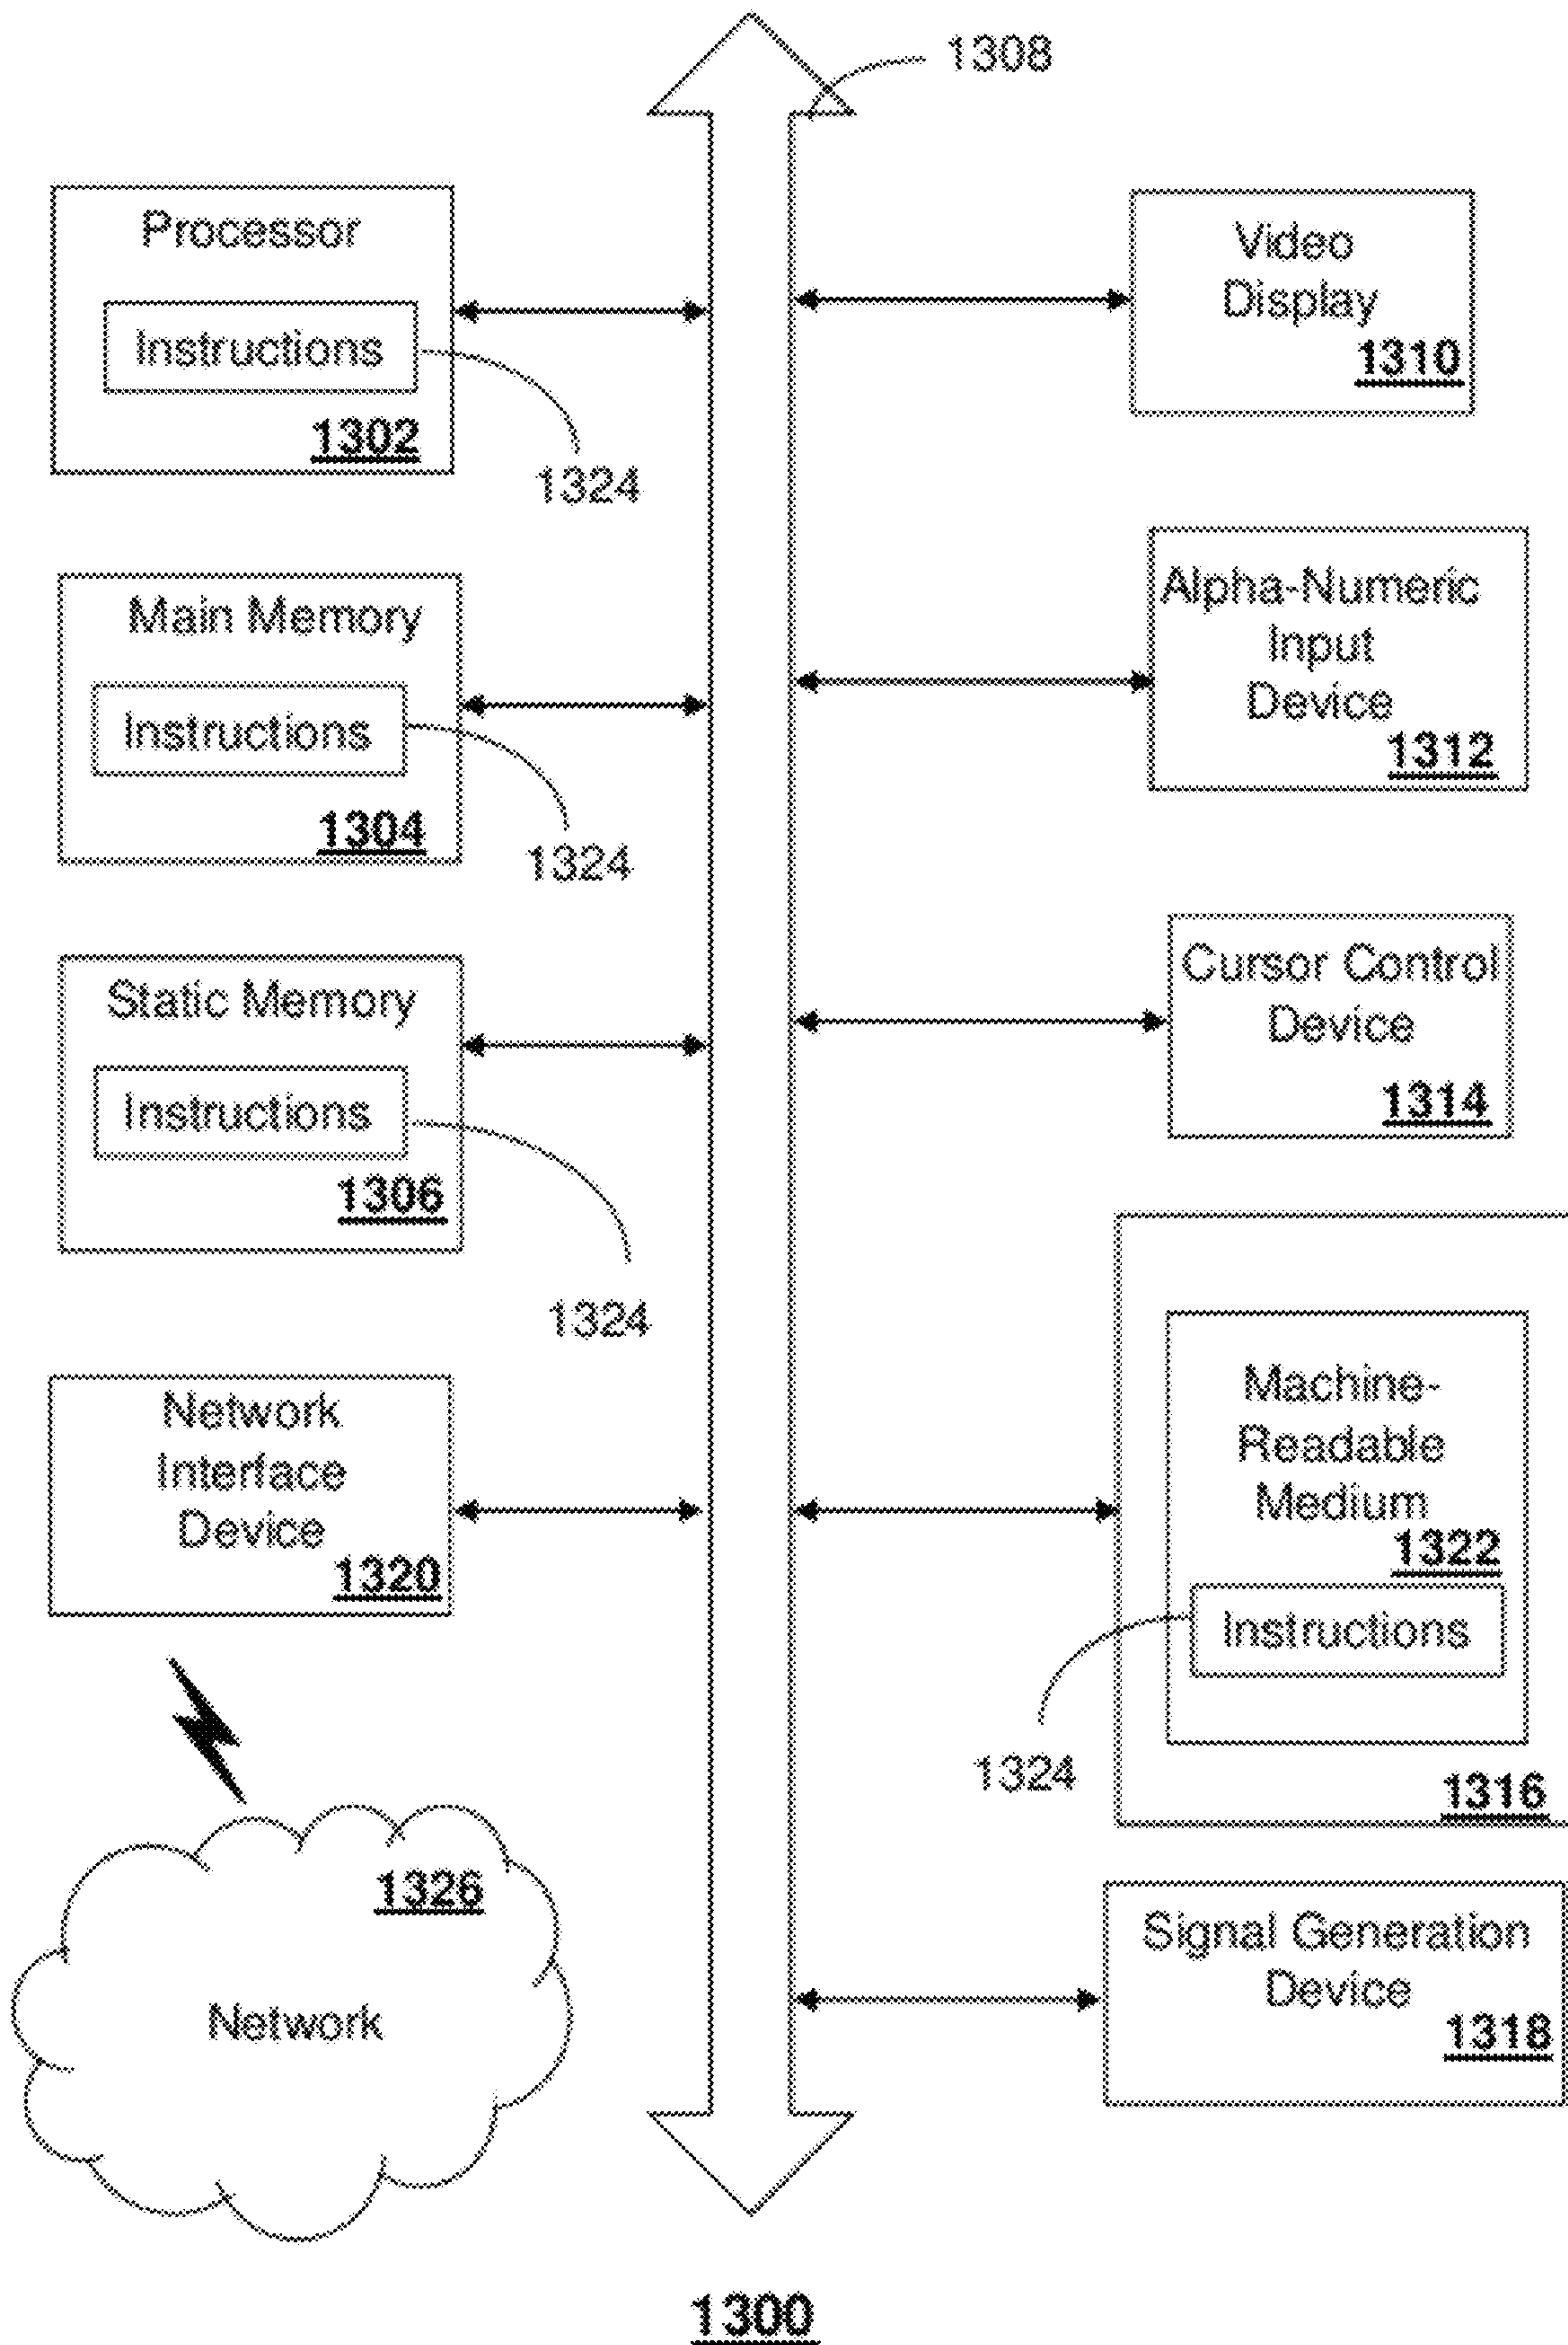 1308
Processor
Instructions
1302
1324
Main Memory
Instructions
1304
1324
Static Memory
Instructions
1306
1324
Network
Interface
Device
1320
1326
Network
Video
Display
1310
Alpha-Numeric
Input
Device
1312
Cursor Control
Device
1314
Machine-
Readable
Medium
1322
Instructions
1324
1316
Signal Generation
Device
1318
1300